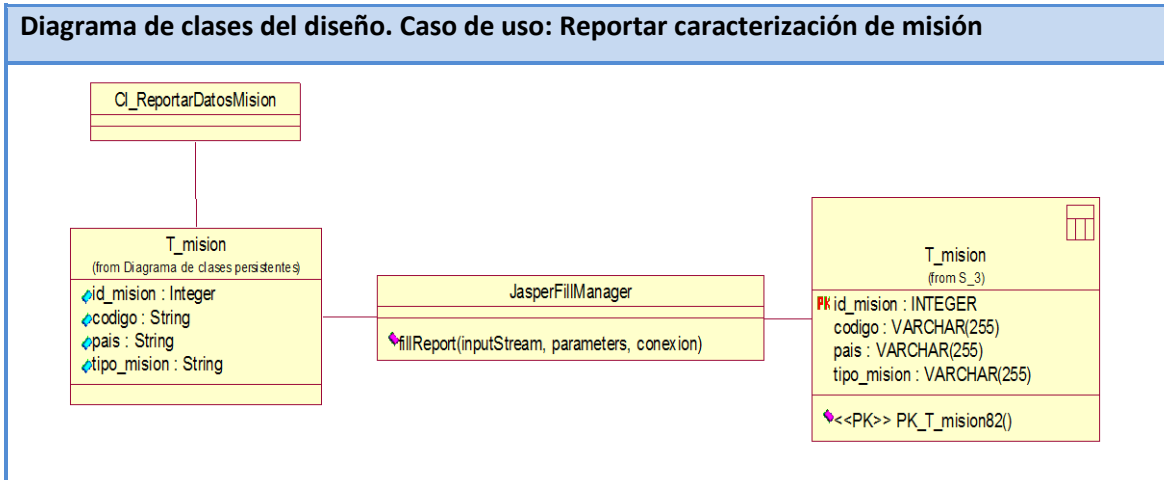 Diagrama de clases del diseño. Caso de uso: Reportar caracterización de misión
CI_ReportarDatosMision
T_mision
(from Diagrama de clases persistentes)
id_mision : Integer
codigo : String
pais : String
tipo_mision : String
JasperFillManager
fillReport(inputStream, parameters, conexion)
T_mision
(from S_3)
PK id_mision : INTEGER
codigo : VARCHAR(255)
pais : VARCHAR(255)
tipo_mision : VARCHAR(255)
<<PK>> PK_T_mision82()